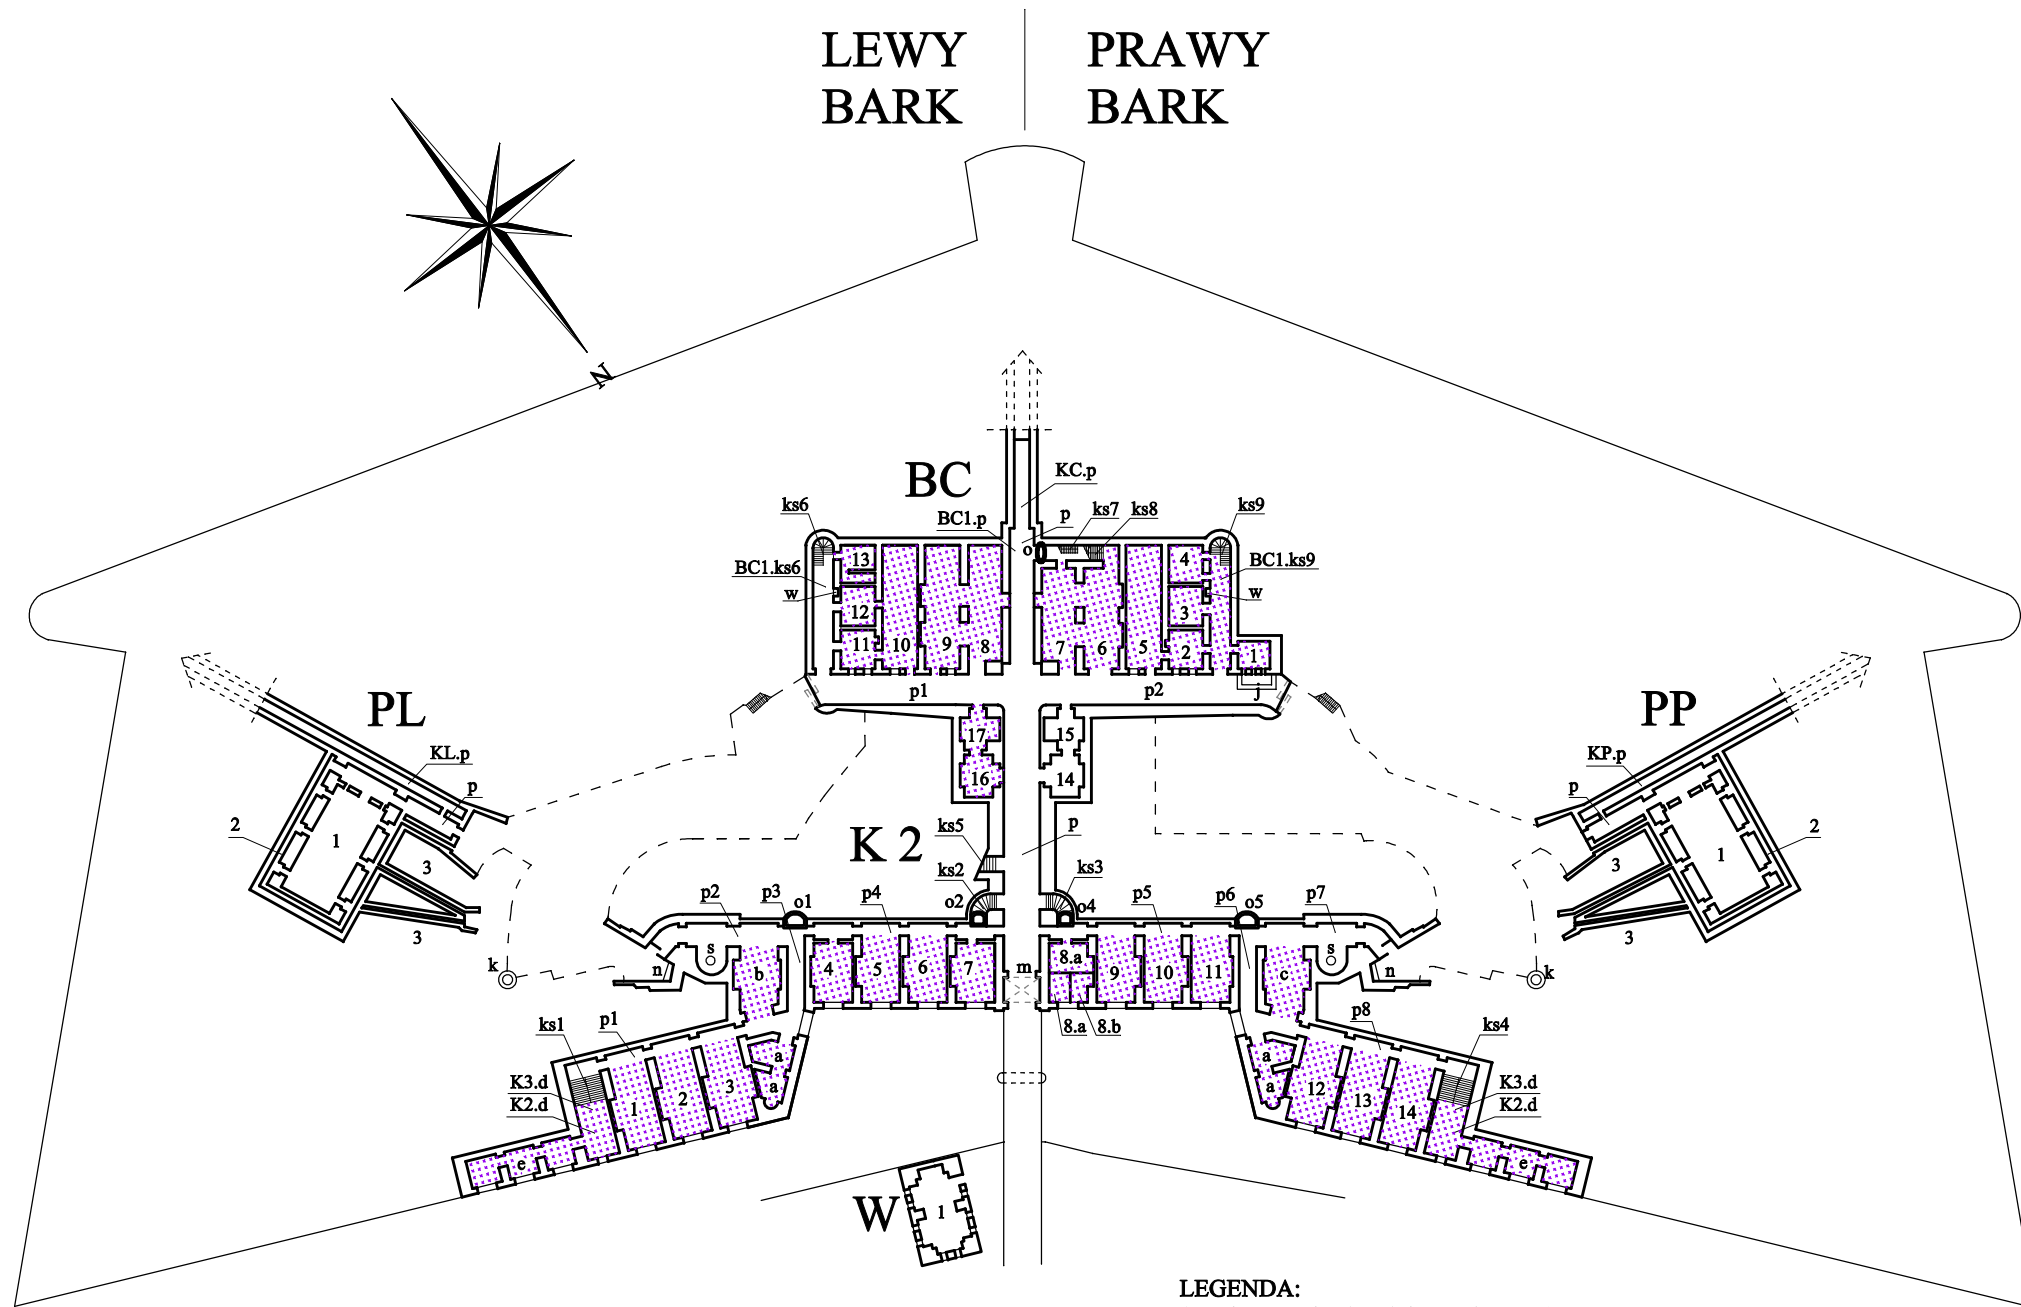 LEWY PRAWY
BARK BARK
N
BC
KC.p
ks6
BC1.p
p
ks7
ks8
ks9
o
13
4
BC1.ks6
BC1.ks9
w
w
12
3
11
10
9
8
7
6
5
2
1
p1
p2
j
PL
PP
17
15
16
14
KL.p
p
KP.p
p
2
1
3
3
2
1
3
3
K 2
ks5
p
ks2
ks3
p2
p3
o1
p4
o2
o4
p5
p6
o5
p7
s
s
k
n
b
4
5
6
7
m
8.a
9
10
11
c
n
k
8.a
8.b
ks1
p1
p8
ks4
a
a
a
a
K3.d
K2.d
1
2
3
12
13
14
K3.d
K2.d
e
e
W
1
LEGENDA: